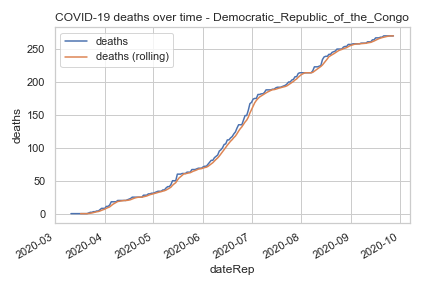 COVID-19 deaths over time - Democratic_Republic_of_the_Congo
deaths
deaths (rolling)
deaths
250
200
150
100
50
0
2020-03
2020-04
2020-05
2020-06
2020-07
2020-08
2020-09
2020-10
dateRep